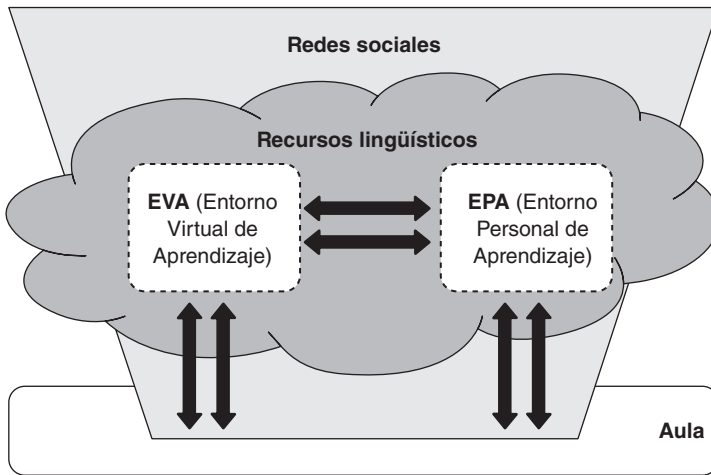 Redes sociales
Recursos lingüísticos
EVA (Entorno
Virtual de
Aprendizaje)
EPA (Entorno
Personal de
Aprendizaje)
Aula